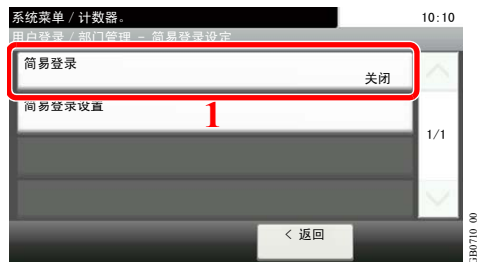 系统菜单 / 计数器。
10:10
用户登录 / 部门管理 - 简易登录设定
简易登录
关闭
简易登录设置
1
1/1
< 返回
GB0710_00